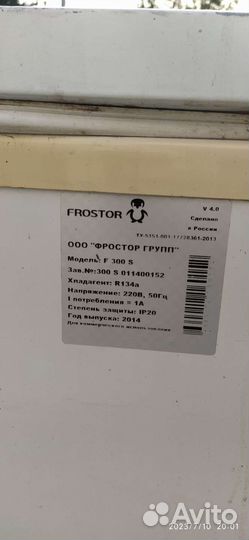 FROSTOR
V 4.0
Сделано
в России
ТУ-5151-001-17728361-2013
ООО "ФРОСТОР ГРУПП"
Модель: F 300 S
Зав.№:300 S 011400152
Хладагент: R134a
Напряжение: 220В, 50Гц
I потребления = 1А
Степень защиты: IP20
Год выпуска: 2014
Для коммерческого использования
2023/7/10 20:01
Avito